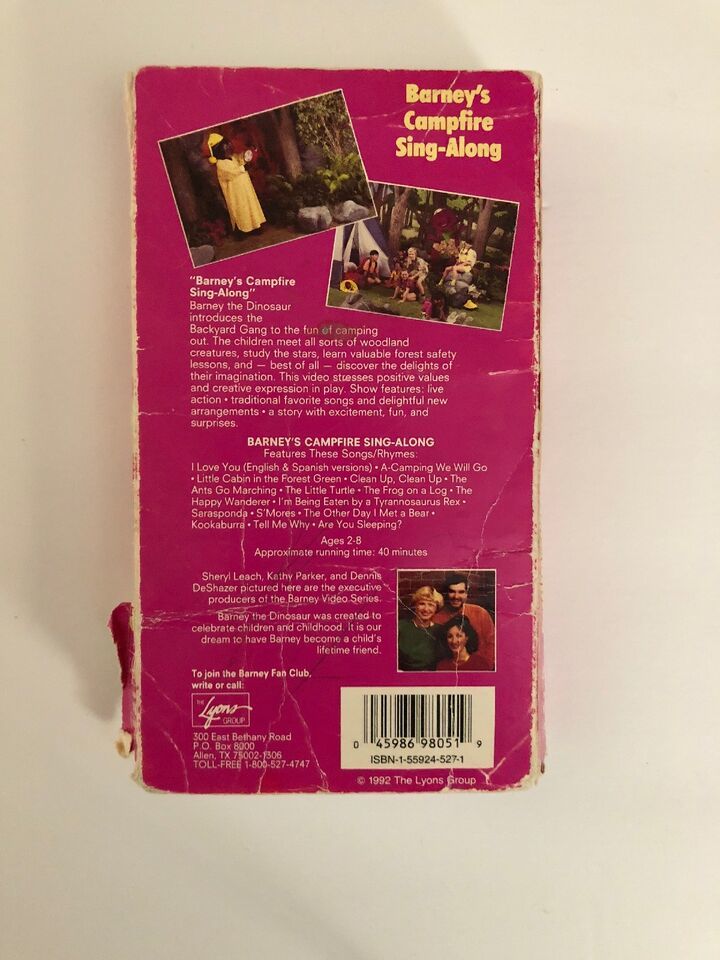 Barney's
Campfire
Sing-Along
"Barney's Campfire
Sing-Along"
Barney the Dinosaur
introduces the
Backyard Gang to the fun of camping
out. The children meet all sorts of woodland
creatures, study the stars, learn valuable forest safety
lessons, and — best of all — discover the delights of
their imagination. This video stresses positive values
and creative expression in play. Show features: live
action • traditional favorite songs and delightful new
arrangements • a story with excitement, fun, and
surprises.
BARNEY'S CAMPFIRE SING-ALONG
Features These Songs/Rhymes:
I Love You (English & Spanish versions) • A-Camping We Will Go
• Little Cabin in the Forest Green • Clean Up, Clean Up • The
Ants Go Marching • The Little Turtle • The Frog on a Log • The
Happy Wanderer • I'm Being Eaten by a Tyrannosaurus Rex •
Sarasponda • S'Mores • The Other Day I Met a Bear •
Kookaburra • Tell Me Why • Are You Sleeping?
Ages 2-8
Approximate running time: 40 minutes
Sheryl Leach, Kathy Parker, and Dennis
DeShazer pictured here are the executive
producers of the Barney Video Series.
Barney the Dinosaur was created to
celebrate children and childhood. It is our
dream to have Barney become a child's
lifetime friend.
To join the Barney Fan Club,
write or call:
THE
Lyons
GROUP
300 East Bethany Road
P.O. Box 8000
Allen, TX 75002-1306
TOLL-FREE 1-800-527-4747
0 45986 98051 9
ISBN-1-55924-527-1
© 1992 The Lyons Group